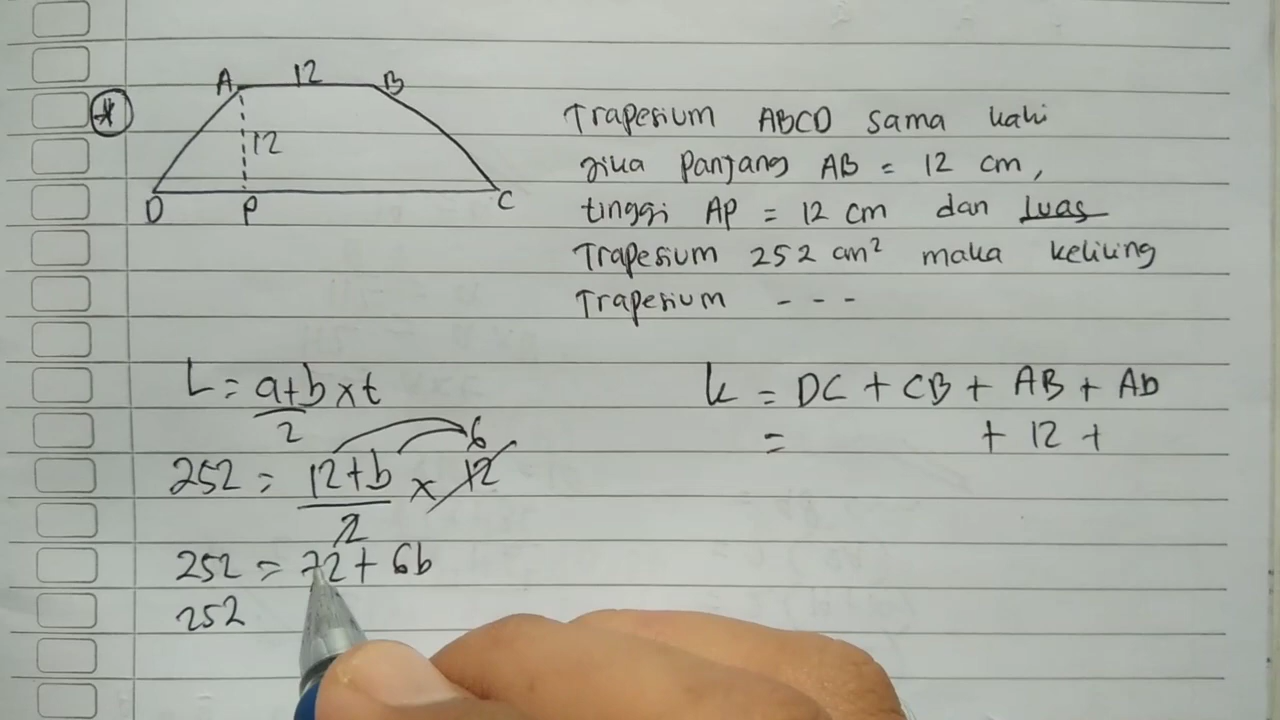 A 12 B
12
D P C
Trapesium ABCD sama kaki
jika panjang AB = 12 cm,
tinggi AP = 12 cm dan Luas
Trapesium 252 cm² maka keliling
Trapesium - - -
L = a+b x t
2
K = DC + CB + AB + AD
= + 12 +
6
252 = 12+b x 12
2
252 = 72 + 6b
252